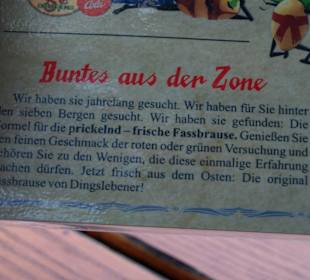 Cola
Buntes aus der Zone
Wir haben sie jahrelang gesucht. Wir haben für Sie hinter
den sieben Bergen gesucht. Wir haben sie gefunden: Die
Formel für die prickelnd – frische Fassbrause. Genießen Sie
den feinen Geschmack der roten oder grünen Versuchung und
gehören Sie zu den Wenigen, die diese einmalige Erfahrung
machen dürfen. Jetzt frisch aus dem Osten: Die original
Fassbrause von Dingslebener!